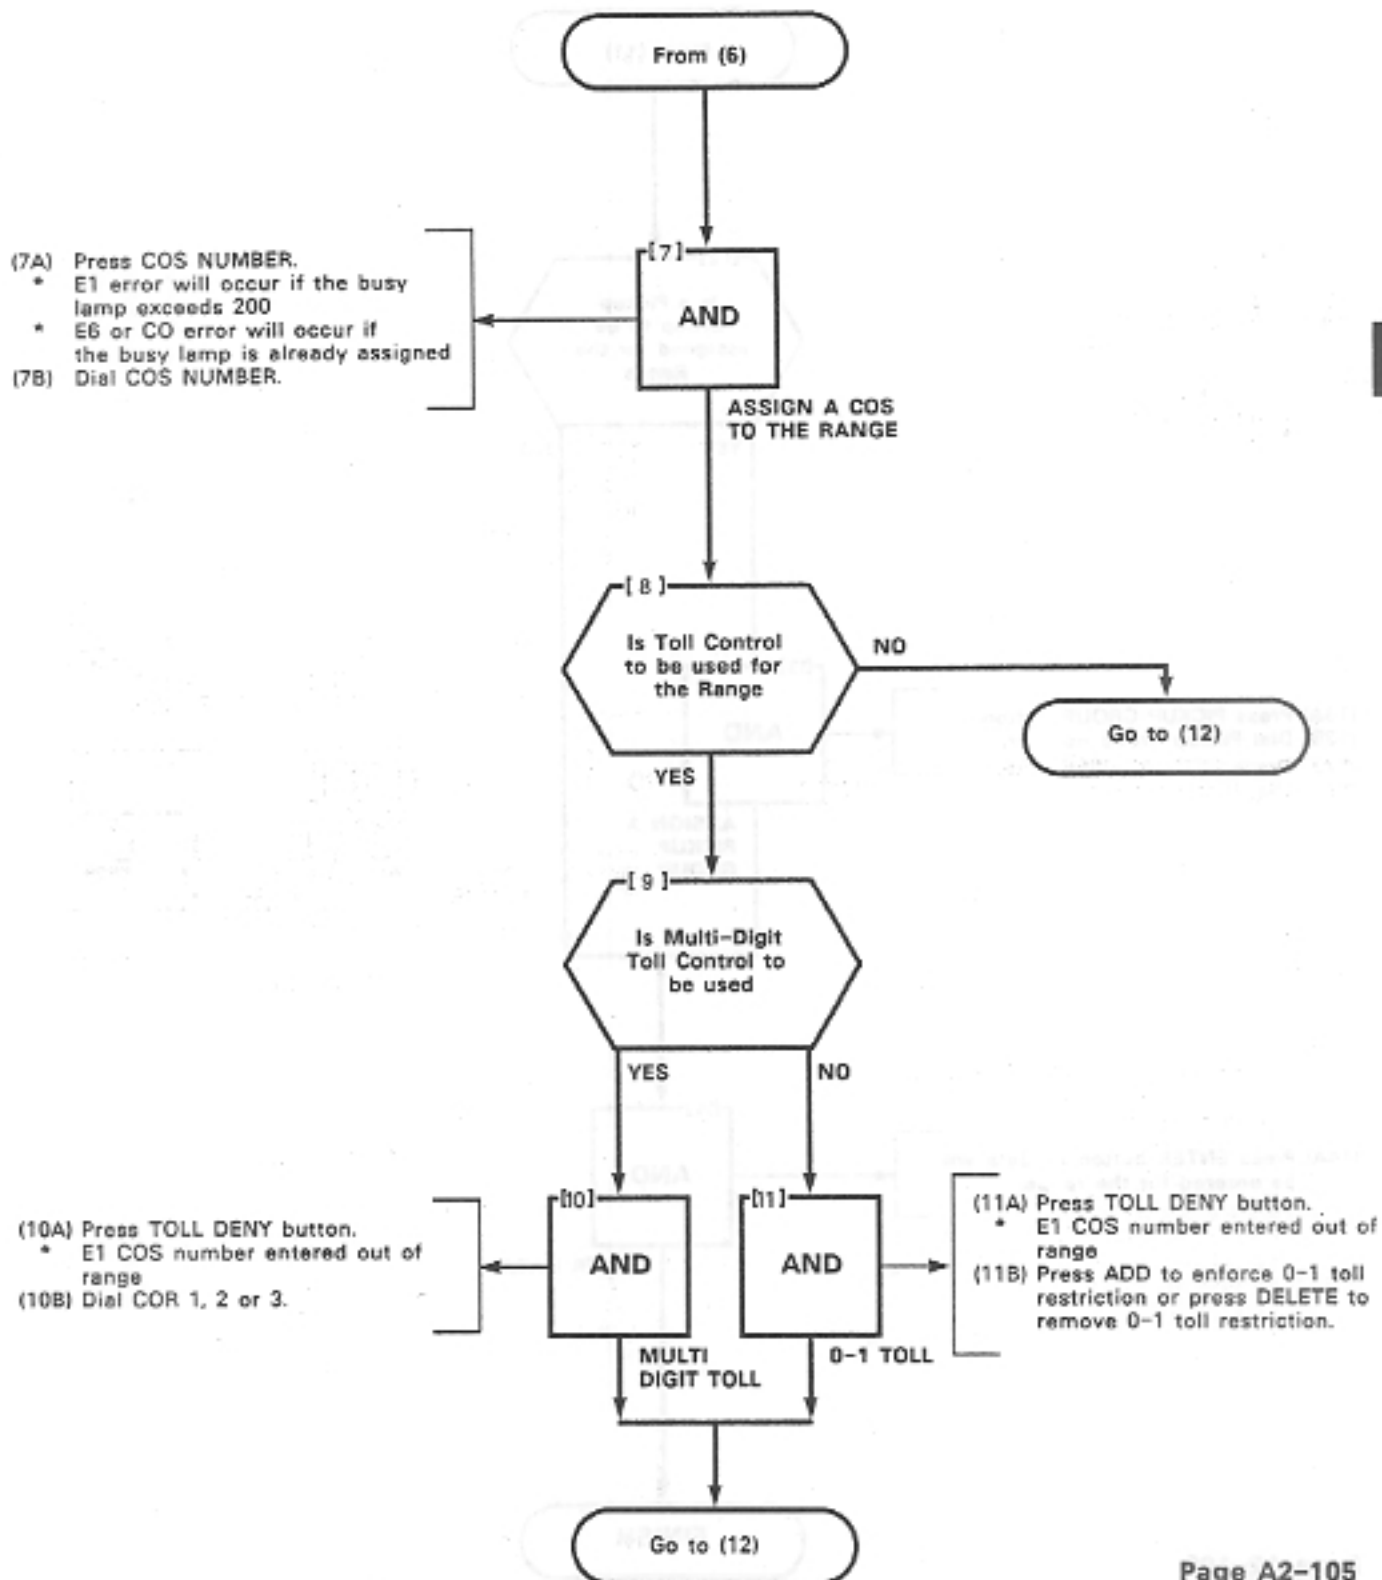 From (6)
(7A) Press COS NUMBER.
* E1 error will occur if the busy
lamp exceeds 200
* E6 or CO error will occur if
the busy lamp is already assigned
(7B) Dial COS NUMBER.
[7]
AND
ASSIGN A COS
TO THE RANGE
[8]
Is Toll Control
to be used for
the Range
NO
Go to (12)
YES
[9]
Is Multi-Digit
Toll Control to
be used
YES
NO
(10A) Press TOLL DENY button.
* E1 COS number entered out of
range
(10B) Dial COR 1, 2 or 3.
[10]
AND
MULTI
DIGIT TOLL
[11]
AND
0-1 TOLL
(11A) Press TOLL DENY button.
* E1 COS number entered out of
range
(11B) Press ADD to enforce 0-1 toll
restriction or press DELETE to
remove 0-1 toll restriction.
Go to (12)
Page A2-105